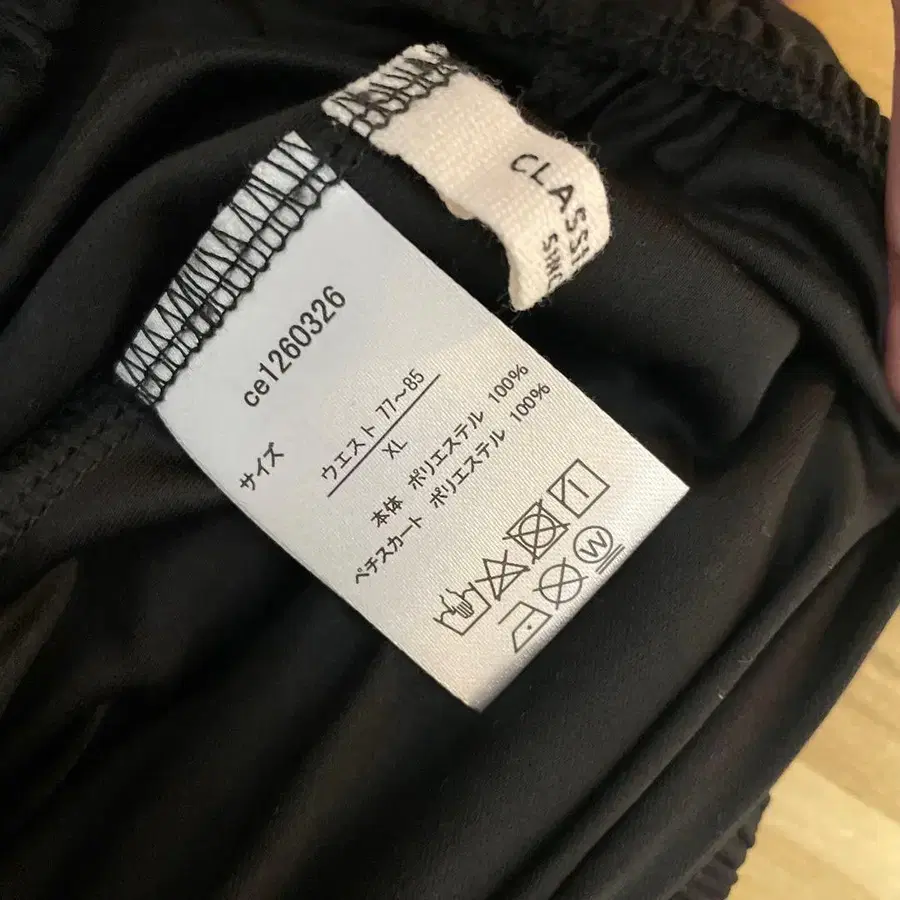 CLASSI
SINC
ce1260326
サイズ
ウエスト 77～85
XL
本体 ポリエステル 100%
ペチスカート ポリエステル 100%
W